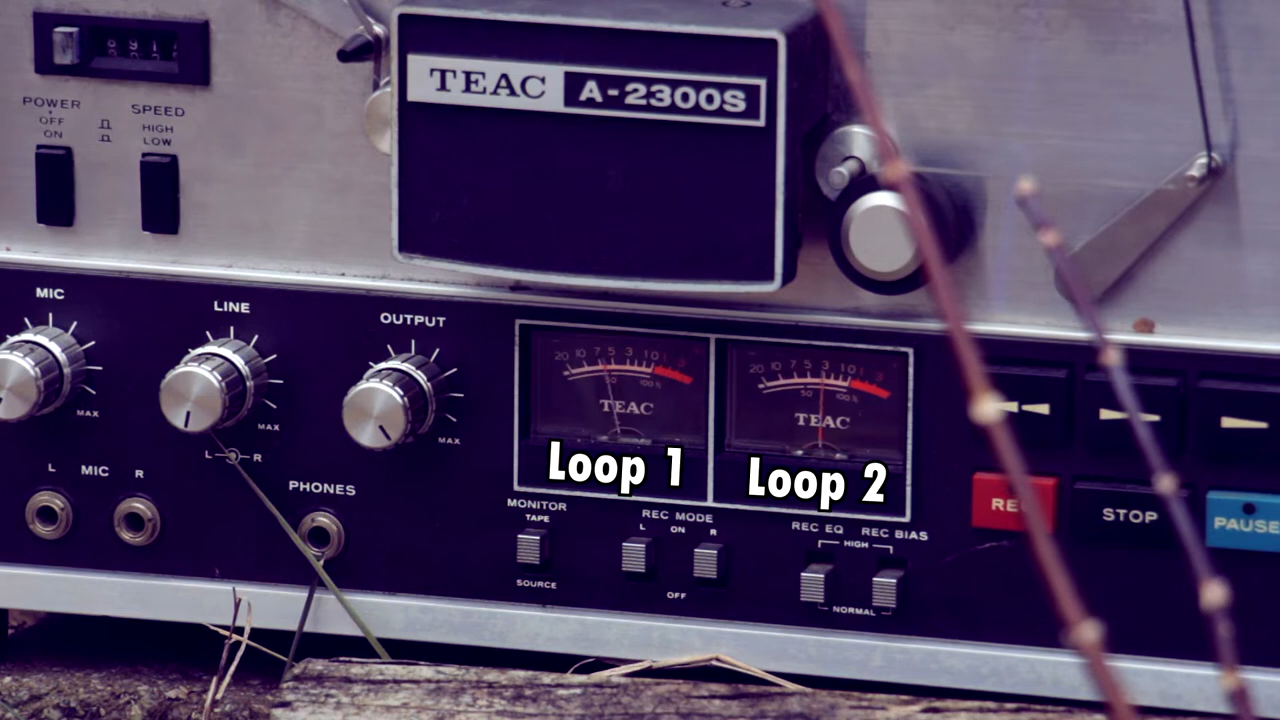 TEAC A-2300S
POWER
OFF
ON
SPEED
HIGH
LOW
MIC
MAX
LINE
MAX
L R
OUTPUT
MAX
L MIC R
PHONES
20 10 7 5 3 1 0 1 3
50 100%
TEAC
Loop 1
20 10 7 5 3 1 0 1 3
50 100%
TEAC
Loop 2
MONITOR
TAPE
SOURCE
REC MODE
L ON R
OFF
REC EQ REC BIAS
HIGH
NORMAL
STOP
PAUSE